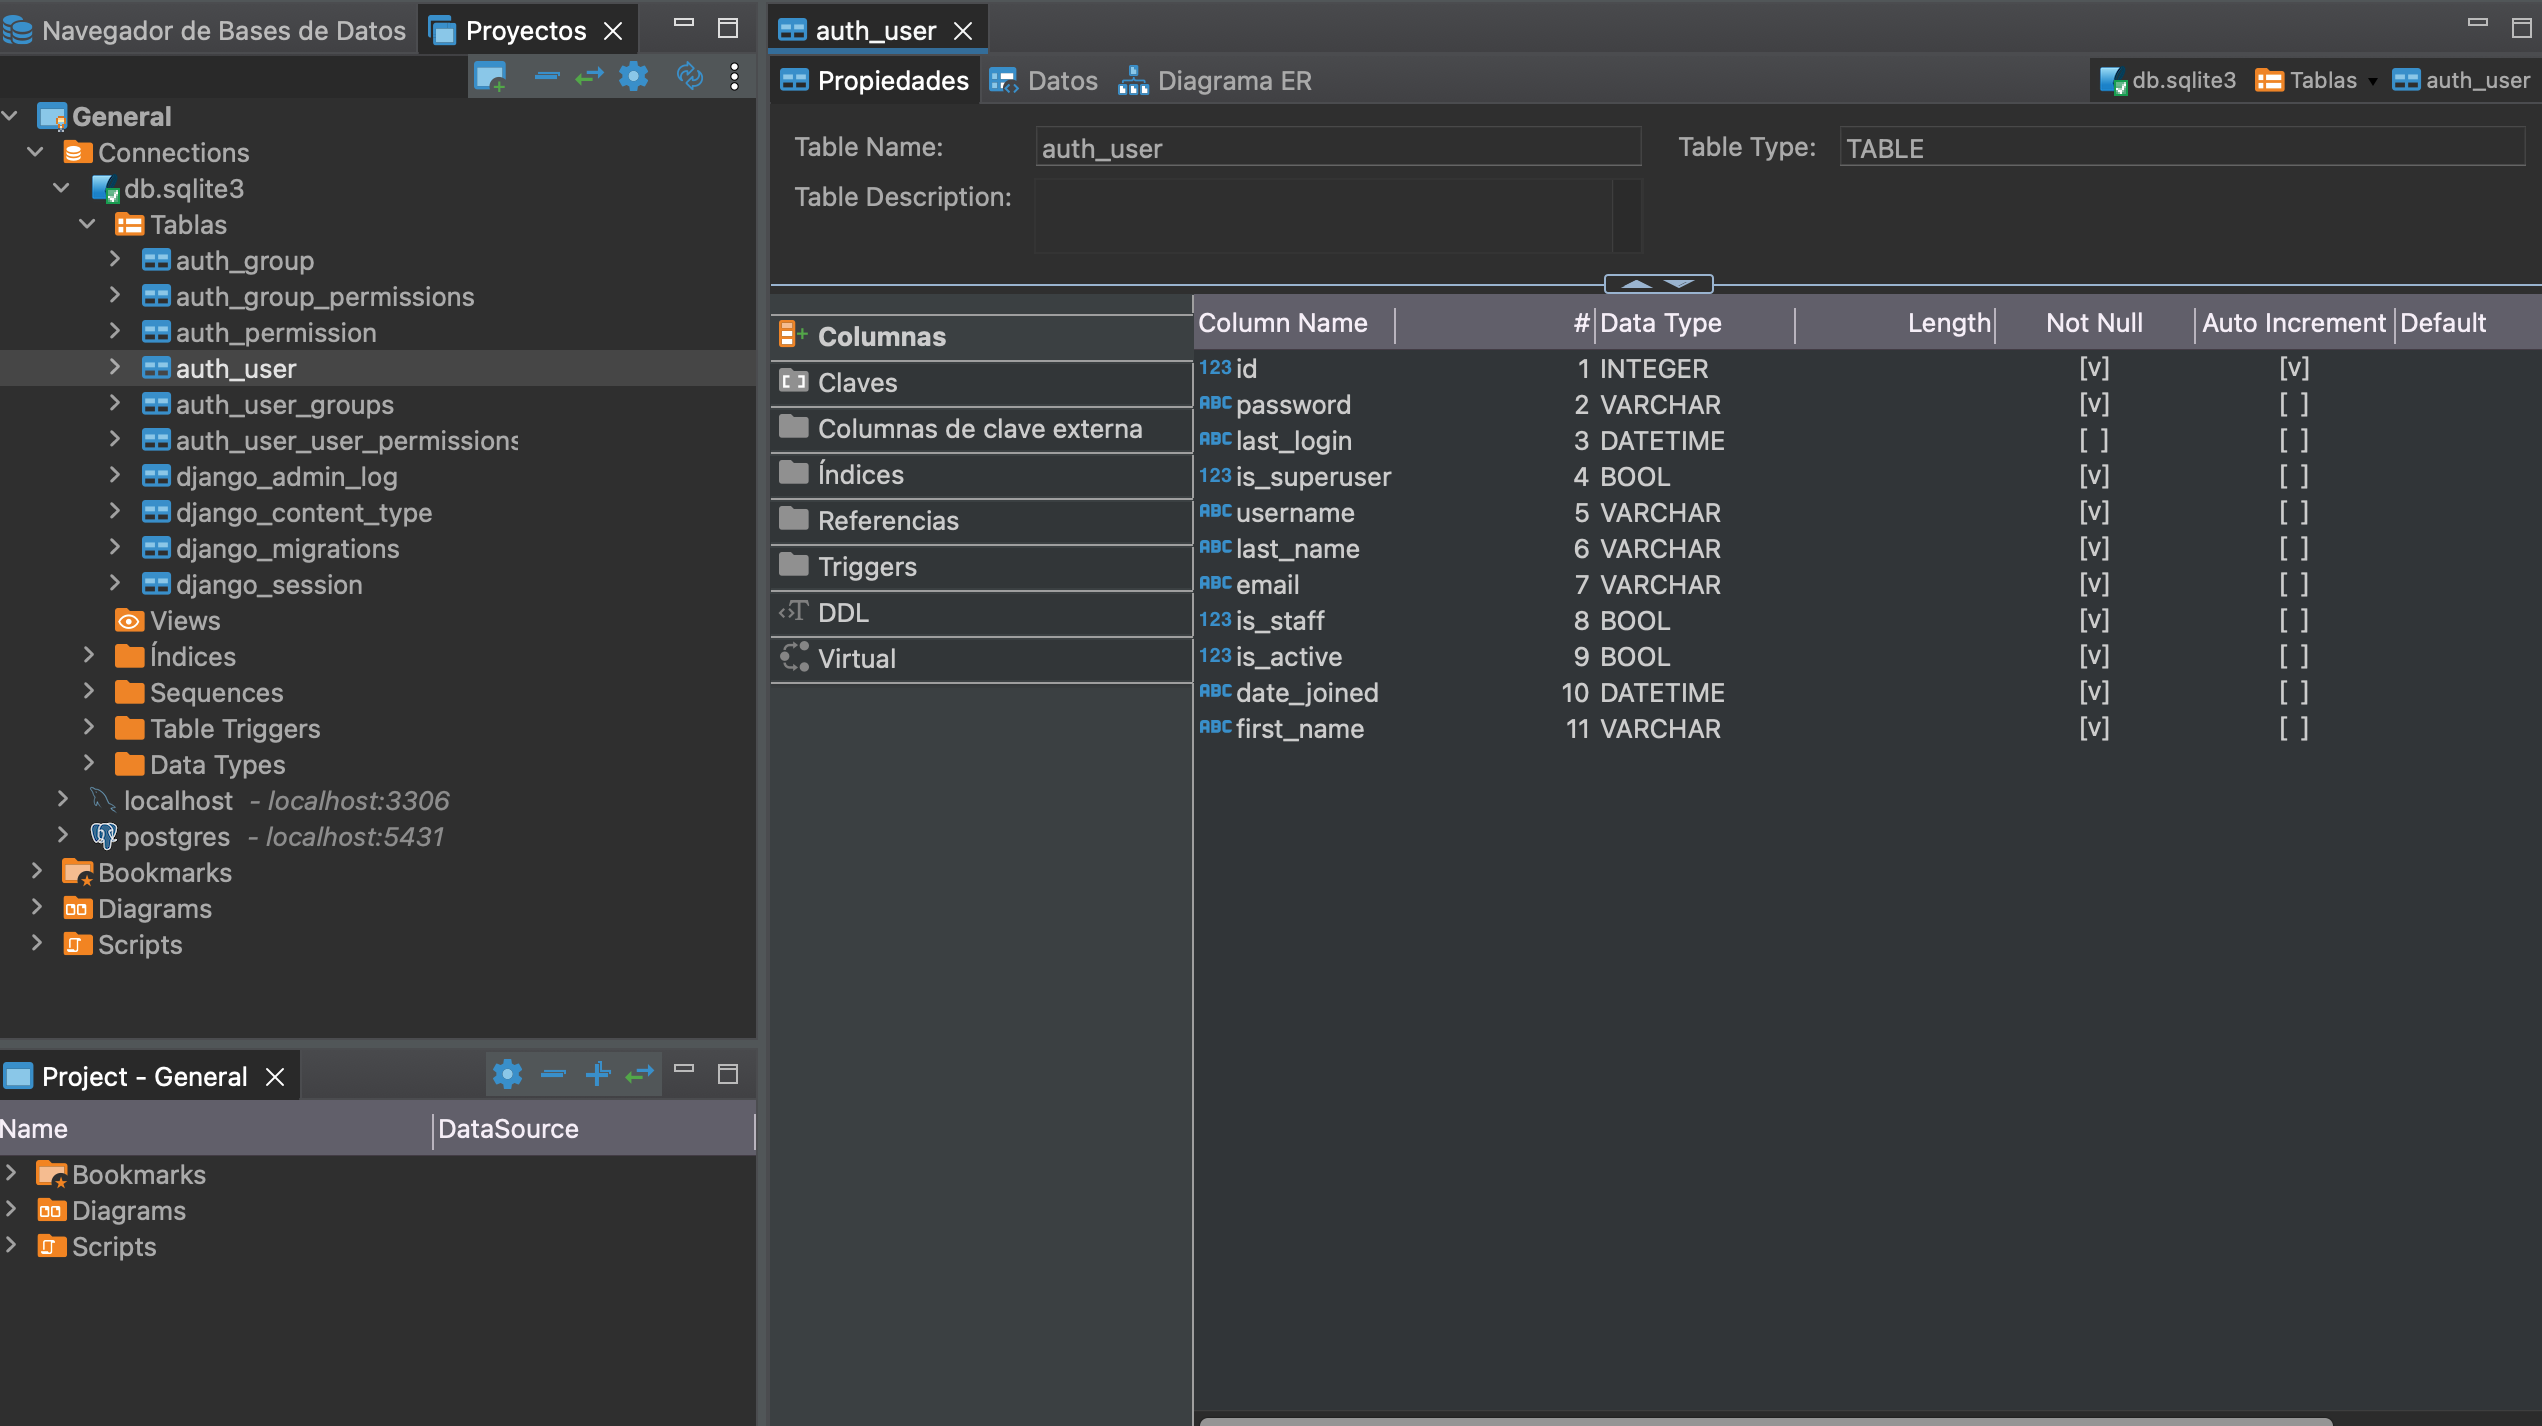 Navegador de Bases de Datos
Proyectos
General
Connections
db.sqlite3
Tablas
auth_group
auth_group_permissions
auth_permission
auth_user
auth_user_groups
auth_user_user_permissions
django_admin_log
django_content_type
django_migrations
django_session
Views
Índices
Sequences
Table Triggers
Data Types
localhost - localhost:3306
postgres - localhost:5431
Bookmarks
Diagrams
Scripts
Project - General
Name DataSource
Bookmarks
Diagrams
Scripts
auth_user
Propiedades Datos Diagrama ER db.sqlite3 Tablas auth_user
Table Name: auth_user Table Type: TABLE
Table Description:
Columnas
Claves
Columnas de clave externa
Índices
Referencias
Triggers
DDL
Virtual
Column Name # Data Type Length Not Null Auto Increment Default
123 id 1 INTEGER [v] [v]
ABC password 2 VARCHAR [v] [ ]
ABC last_login 3 DATETIME [ ] [ ]
123 is_superuser 4 BOOL [v] [ ]
ABC username 5 VARCHAR [v] [ ]
ABC last_name 6 VARCHAR [v] [ ]
ABC email 7 VARCHAR [v] [ ]
123 is_staff 8 BOOL [v] [ ]
123 is_active 9 BOOL [v] [ ]
ABC date_joined 10 DATETIME [v] [ ]
ABC first_name 11 VARCHAR [v] [ ]